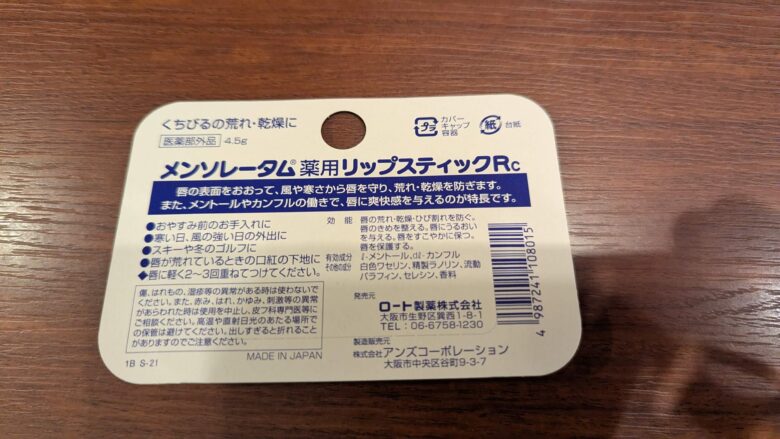 くちびるの荒れ・乾燥に
医薬部外品 4.5g
プラ
カバー
キャップ
容器
紙 台紙
メンソレータム®薬用リップスティックRc
唇の表面をおおって、風や寒さから唇を守り、荒れ・乾燥を防ぎます。
また、メントールやカンフルの働きで、唇に爽快感を与えるのが特長です。
●おやすみ前のお手入れに
●寒い日、風の強い日の外出に
●スキーや冬のゴルフに
●唇が荒れているときの口紅の下地に
◆唇に軽く2~3回重ねてつけてください。
効能 唇の荒れ・乾燥・ひび割れを防ぐ。
唇のきめを整える。唇にうるおい
を与える。唇をすこやかに保つ。
唇を保護する。
有効成分 ℓ-メントール、dℓ-カンフル
その他の成分 白色ワセリン、精製ラノリン、流動
パラフィン、セレシン、香料
傷、はれもの、湿疹等の異常がある時は使わないで
ください。また、赤み、はれ、かゆみ、刺激等の異常
があらわれた時は使用を中止し、皮フ科専門医等に
ご相談ください。高温や直射日光のあたる場所で
の保管は避けてください。出しすぎると折れること
がありますのでご注意ください。
発売元
ロート製薬株式会社
大阪市生野区巽西1-8-1
TEL:06-6758-1230
製造販売元
株式会社アンズコーポレーション
大阪市中央区谷町9-3-7
MADE IN JAPAN
1B S-21
4 987241 108015